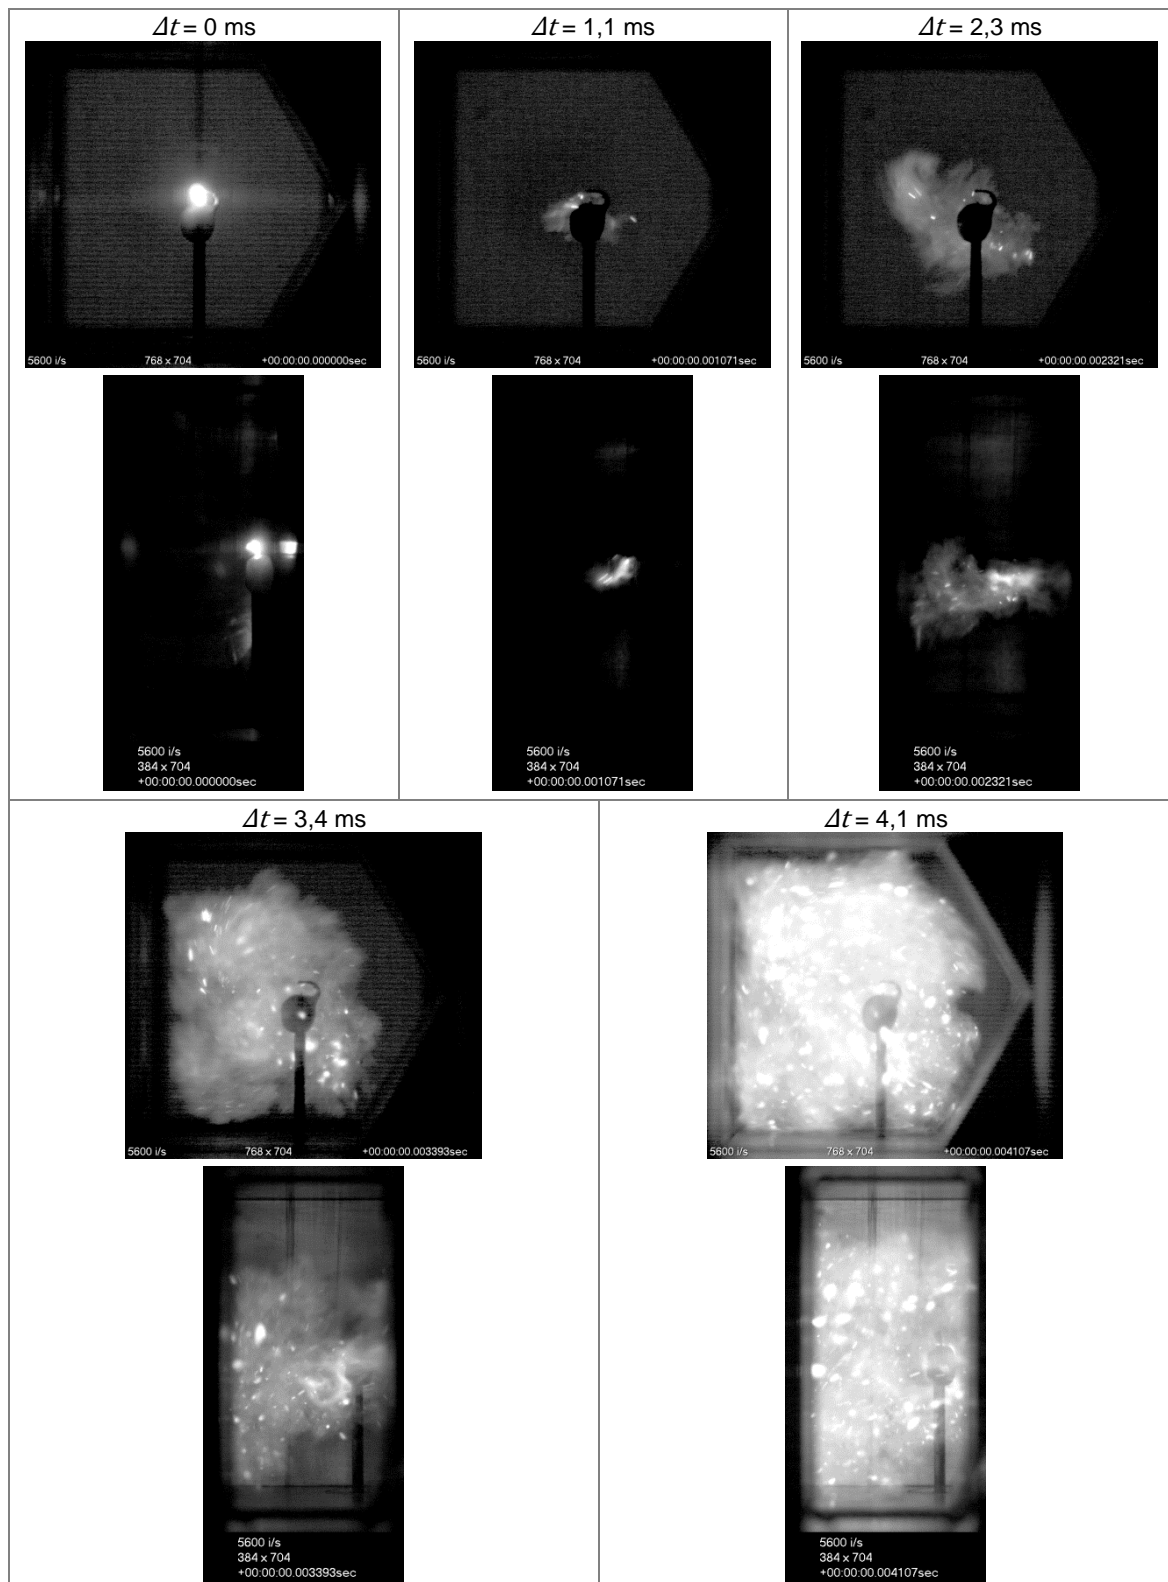 Δt = 0 ms
Δt = 1,1 ms
Δt = 2,3 ms
5600 i/s 768 x 704 +00:00:00.000000sec
5600 i/s 768 x 704 +00:00:00.001071sec
5600 i/s 768 x 704 +00:00:00.002321sec
5600 i/s
384 x 704
+00:00:00.000000sec
5600 i/s
384 x 704
+00:00:00.001071sec
5600 i/s
384 x 704
+00:00:00.002321sec
Δt = 3,4 ms
Δt = 4,1 ms
5600 i/s 768 x 704 +00:00:00.003393sec
5600 i/s 768 x 704 +00:00:00.004107sec
5600 i/s
384 x 704
+00:00:00.003393sec
5600 i/s
384 x 704
+00:00:00.004107sec